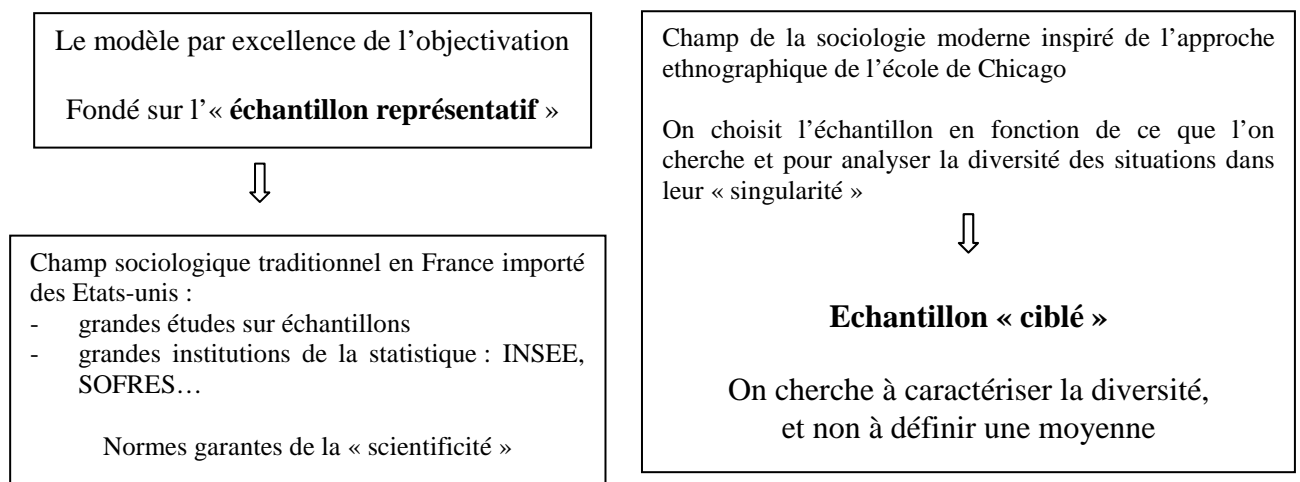 Le modèle par excellence de l’objectivation
Fondé sur l’« échantillon représentatif »
Champ sociologique traditionnel en France importé
des Etats-unis :
- grandes études sur échantillons
- grandes institutions de la statistique : INSEE,
SOFRES…
Normes garantes de la « scientificité »
Champ de la sociologie moderne inspiré de l’approche
ethnographique de l’école de Chicago
On choisit l’échantillon en fonction de ce que l’on
cherche et pour analyser la diversité des situations dans
leur « singularité »
Echantillon « ciblé »
On cherche à caractériser la diversité,
et non à définir une moyenne